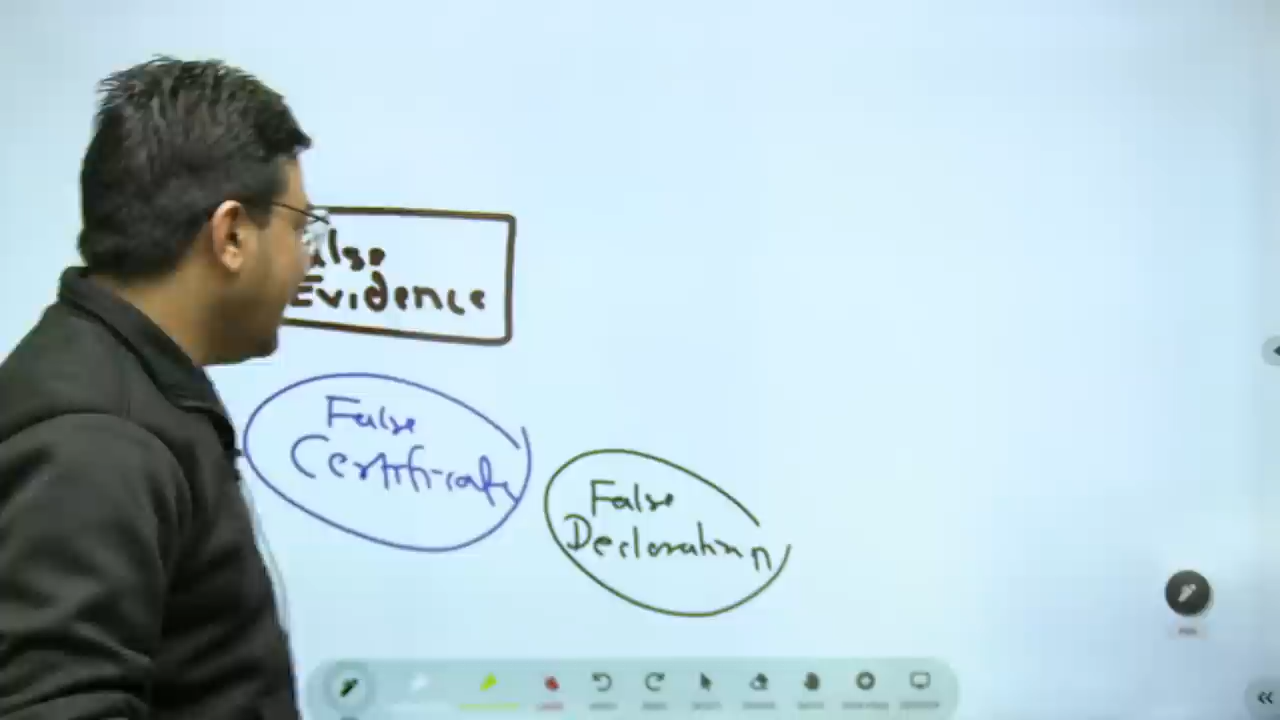 alse
Evidence
False
Certificate
False
Declaration